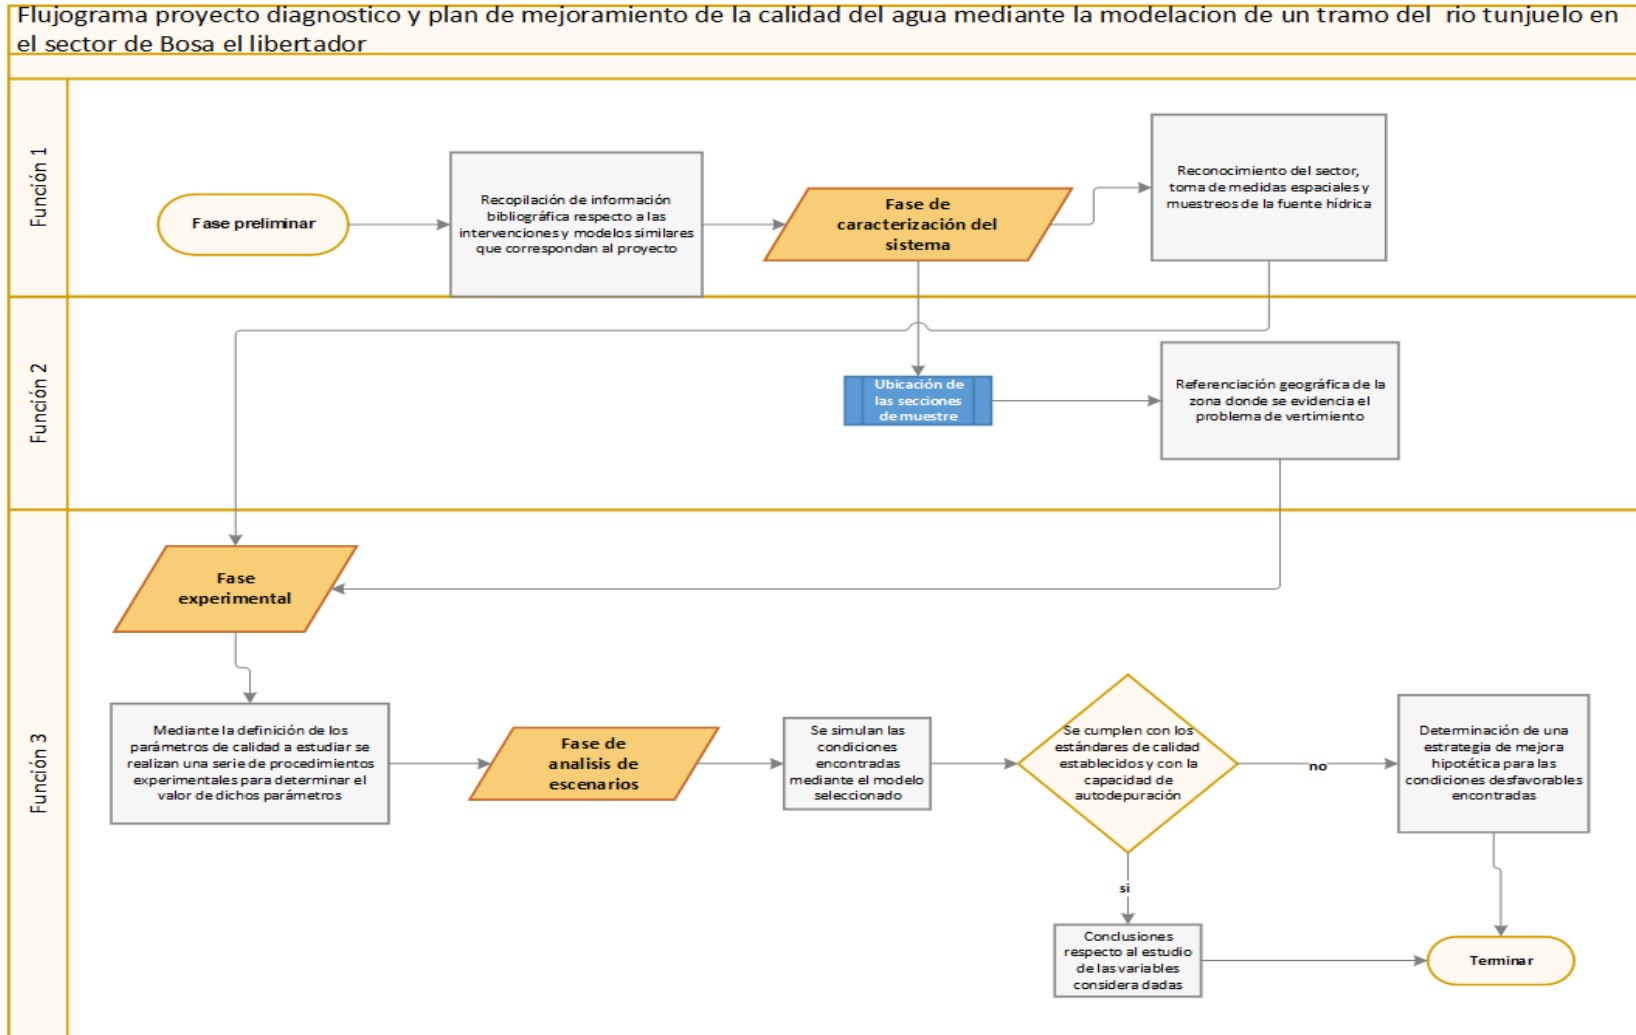 Flujograma proyecto diagnostico y plan de mejoramiento de la calidad del agua mediante la modelacion de un tramo del rio tunjuelo en
el sector de Bosa el libertador
Función 1
Fase preliminar
Recopilación de información
bibliográfica respecto a las
intervenciones y modelos similares
que correspondan al proyecto
Fase de
caracterización del
sistema
Reconocimiento del sector,
toma de medidas espaciales y
muestreos de la fuente hídrica
Función 2
Ubicación de
las secciones
de muestre
Referenciación geográfica de la
zona donde se evidencia el
problema de vertimiento
Función 3
Fase
experimental
Mediante la definición de los
parámetros de calidad a estudiar se
realizan una serie de procedimientos
experimentales para determinar el
valor de dichos parámetros
Fase de
analisis de
escenarios
Se simulan las
condiciones
encontradas
mediante el modelo
seleccionado
Se cumplen con los
estándares de calidad
establecidos y con la
capacidad de
autodepuración
no
Determinación de una
estrategia de mejora
hipotética para las
condiciones desfavorables
encontradas
si
Conclusiones
respecto al estudio
de las variables
considera dadas
Terminar